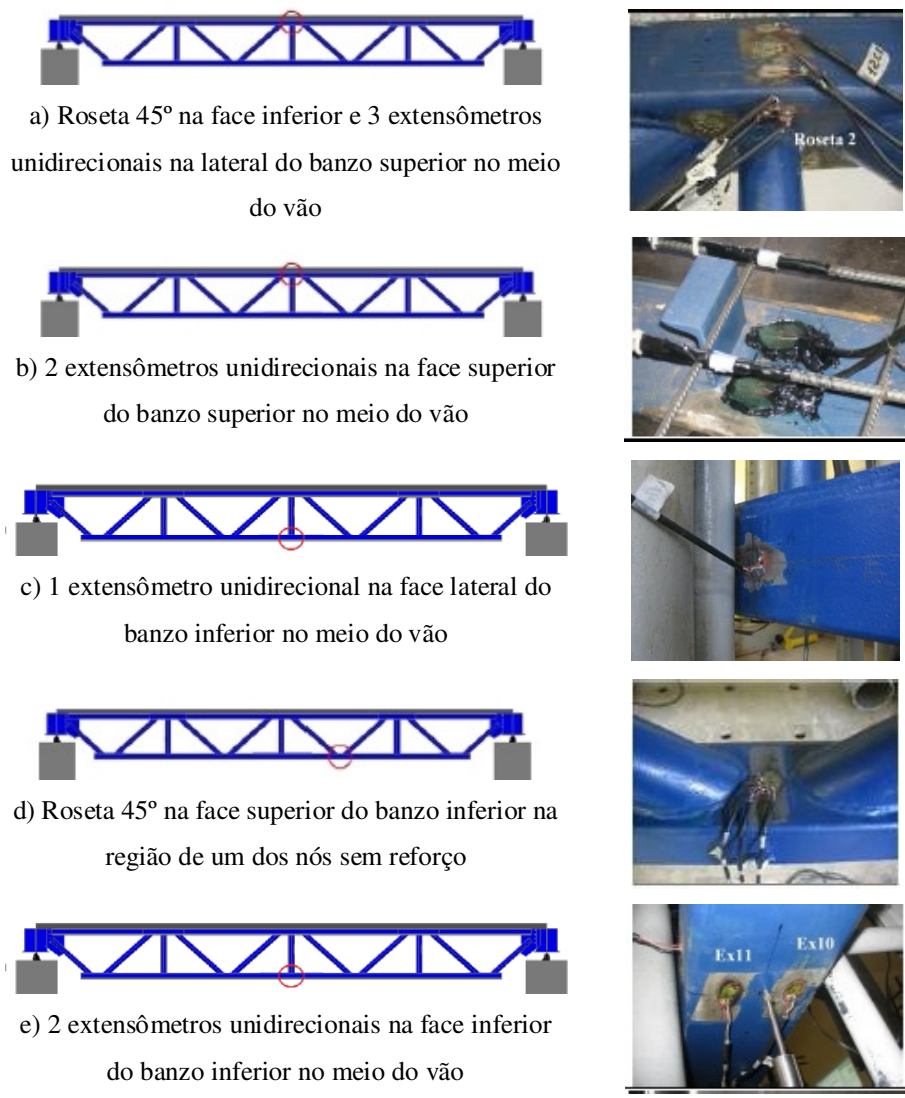 a) Roseta 45º na face inferior e 3 extensômetros
unidirecionais na lateral do banzo superior no meio
do vão
Roseta 2
b) 2 extensômetros unidirecionais na face superior
do banzo superior no meio do vão
c) 1 extensômetro unidirecional na face lateral do
banzo inferior no meio do vão
d) Roseta 45º na face superior do banzo inferior na
região de um dos nós sem reforço
Ex11
Ex10
e) 2 extensômetros unidirecionais na face inferior
do banzo inferior no meio do vão